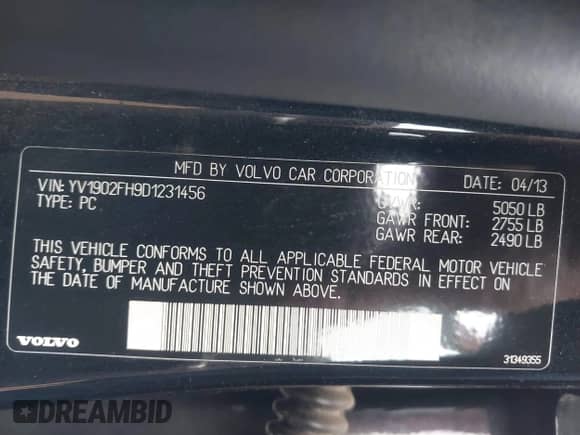 MFD BY VOLVO CAR CORPORATION DATE: 04/13
VIN: YV1902FH9D1231456 GVWR: 5050 LB
TYPE: PC GAWR FRONT: 2755 LB
GAWR REAR: 2490 LB
THIS VEHICLE CONFORMS TO ALL APPLICABLE FEDERAL MOTOR VEHICLE
SAFETY, BUMPER AND THEFT PREVENTION STANDARDS IN EFFECT ON
THE DATE OF MANUFACTURE SHOWN ABOVE.
VOLVO 31349355
DREAMBID